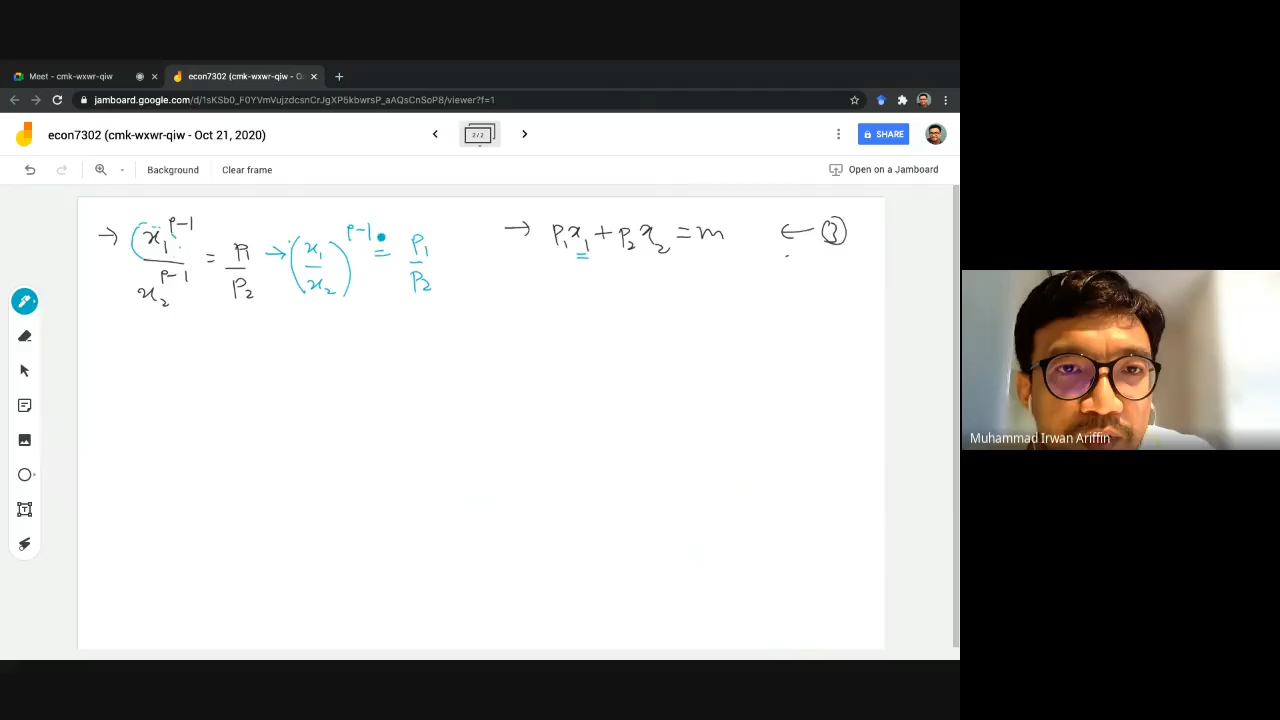 Meet - cmk-wxwr-qiw
econ7302 (cmk-wxwr-qiw - O
jamboard.google.com/d/1sKSb0_F0YVmVujzdcsnCrJgXP5kbwrsP_aAQsCnSoP8/viewer?f=1
econ7302 (cmk-wxwr-qiw - Oct 21, 2020)
2 / 2
SHARE
Background
Clear frame
Open on a Jamboard
→ x₁^(ρ-1) / x₂^(ρ-1) = p₁ / p₂ → (x₁ / x₂)^(ρ-1) = p₁ / p₂
→ p₁x₁ + p₂x₂ = m ← ③
Muhammad Irwan Ariffin